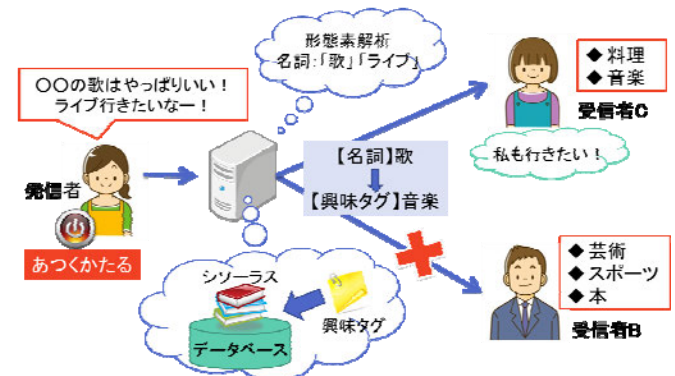 形態素解析
名詞:「歌」「ライブ」
〇〇の歌はやっぱりいい！
ライブ行きたいなー！
発信者
あつくかたる
【名詞】歌
【興味タグ】音楽
◆ 料理
◆ 音楽
受信者C
私も行きたい！
シソーラス
興味タグ
データベース
◆ 芸術
◆ スポーツ
◆ 本
受信者B